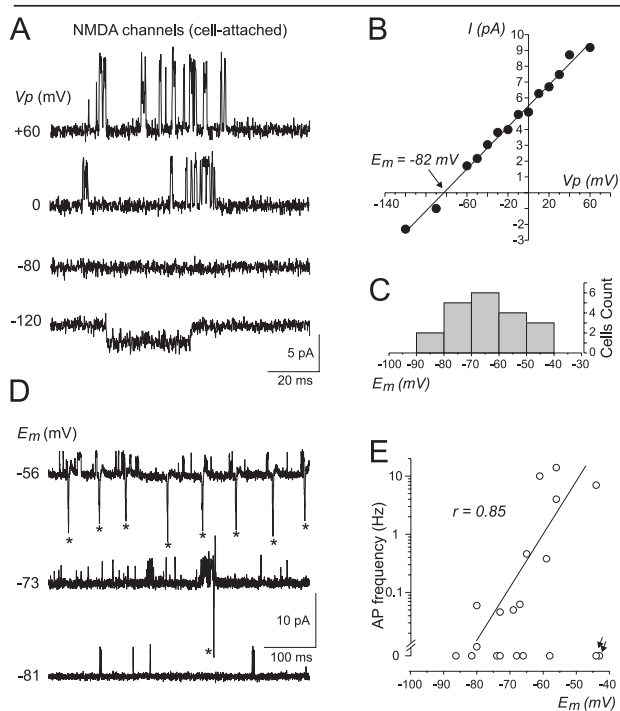 A
NMDA channels (cell-attached)
Vp (mV)
+60
0
-80
-120
5 pA
20 ms
B
I (pA)
10
9
8
7
6
5
4
3
2
1
-1
-2
-3
-140
-100
-60
-20
20
60
Vp (mV)
Em = -82 mV
C
6
4
2
0
Cells Count
-100
-90
-80
-70
-60
-50
-40
-30
Em (mV)
D
Em (mV)
-56
* * * * * * * *
-73
*
10 pA
100 ms
-81
E
AP frequency (Hz)
10
1
0.1
0
r = 0.85
-100
-90
-80
-70
-60
-50
-40
Em (mV)